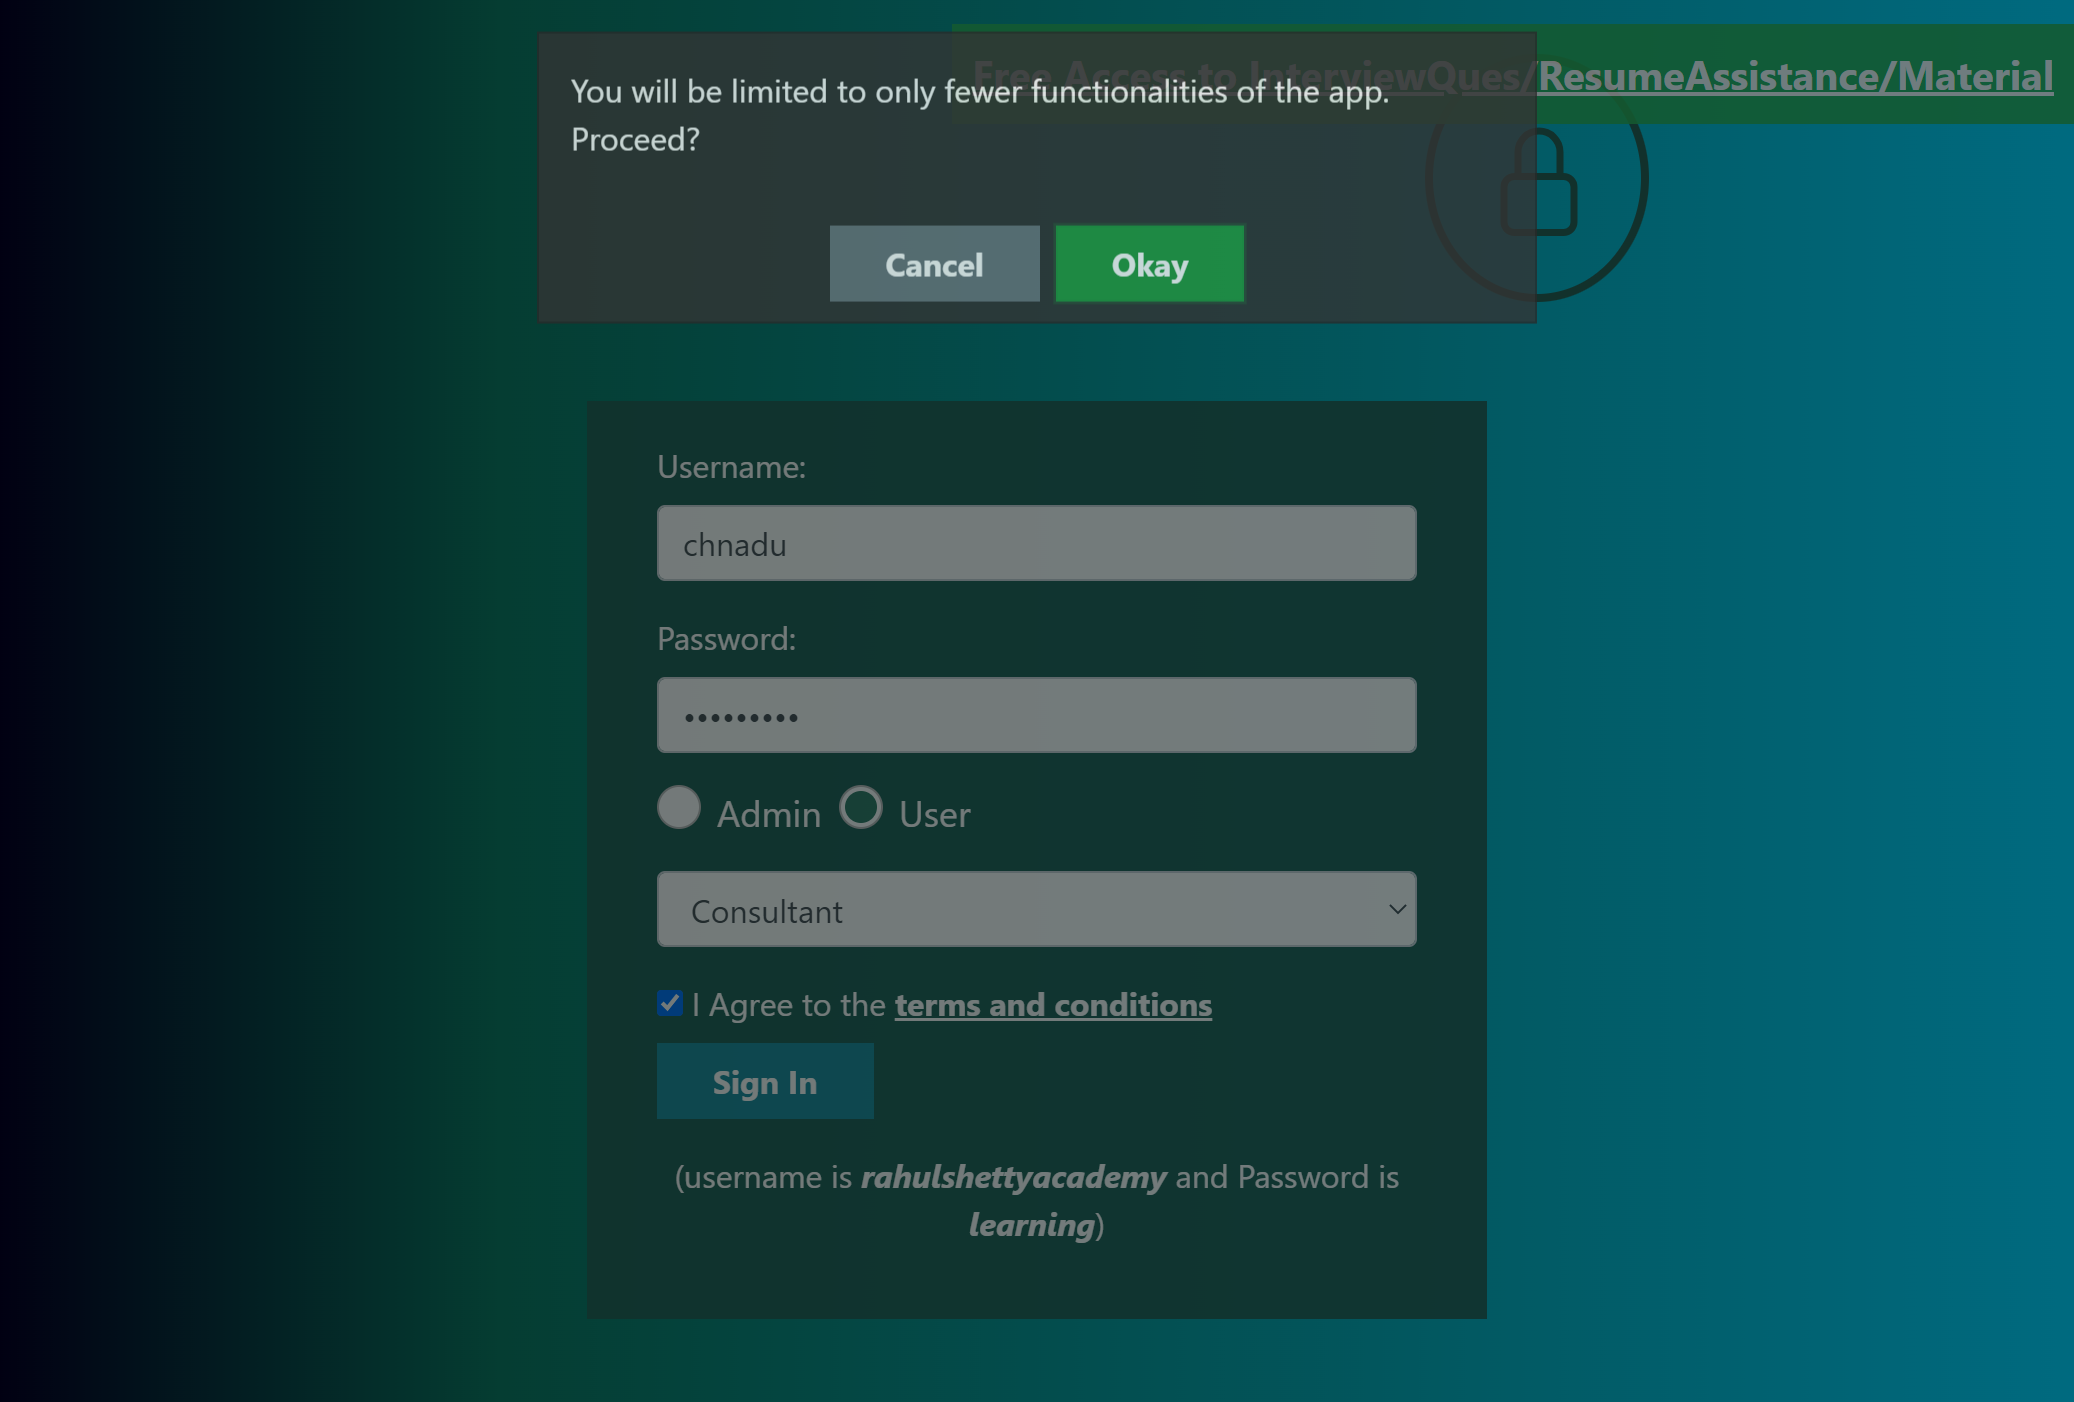 Free Access to InterviewQues/ResumeAssistance/Material
You will be limited to only fewer functionalities of the app.
Proceed?
Cancel
Okay
Username:
chnadu
Password:
•••••••••
Admin
User
Consultant
I Agree to the terms and conditions
Sign In
(username is rahulshettyacademy and Password is
learning)